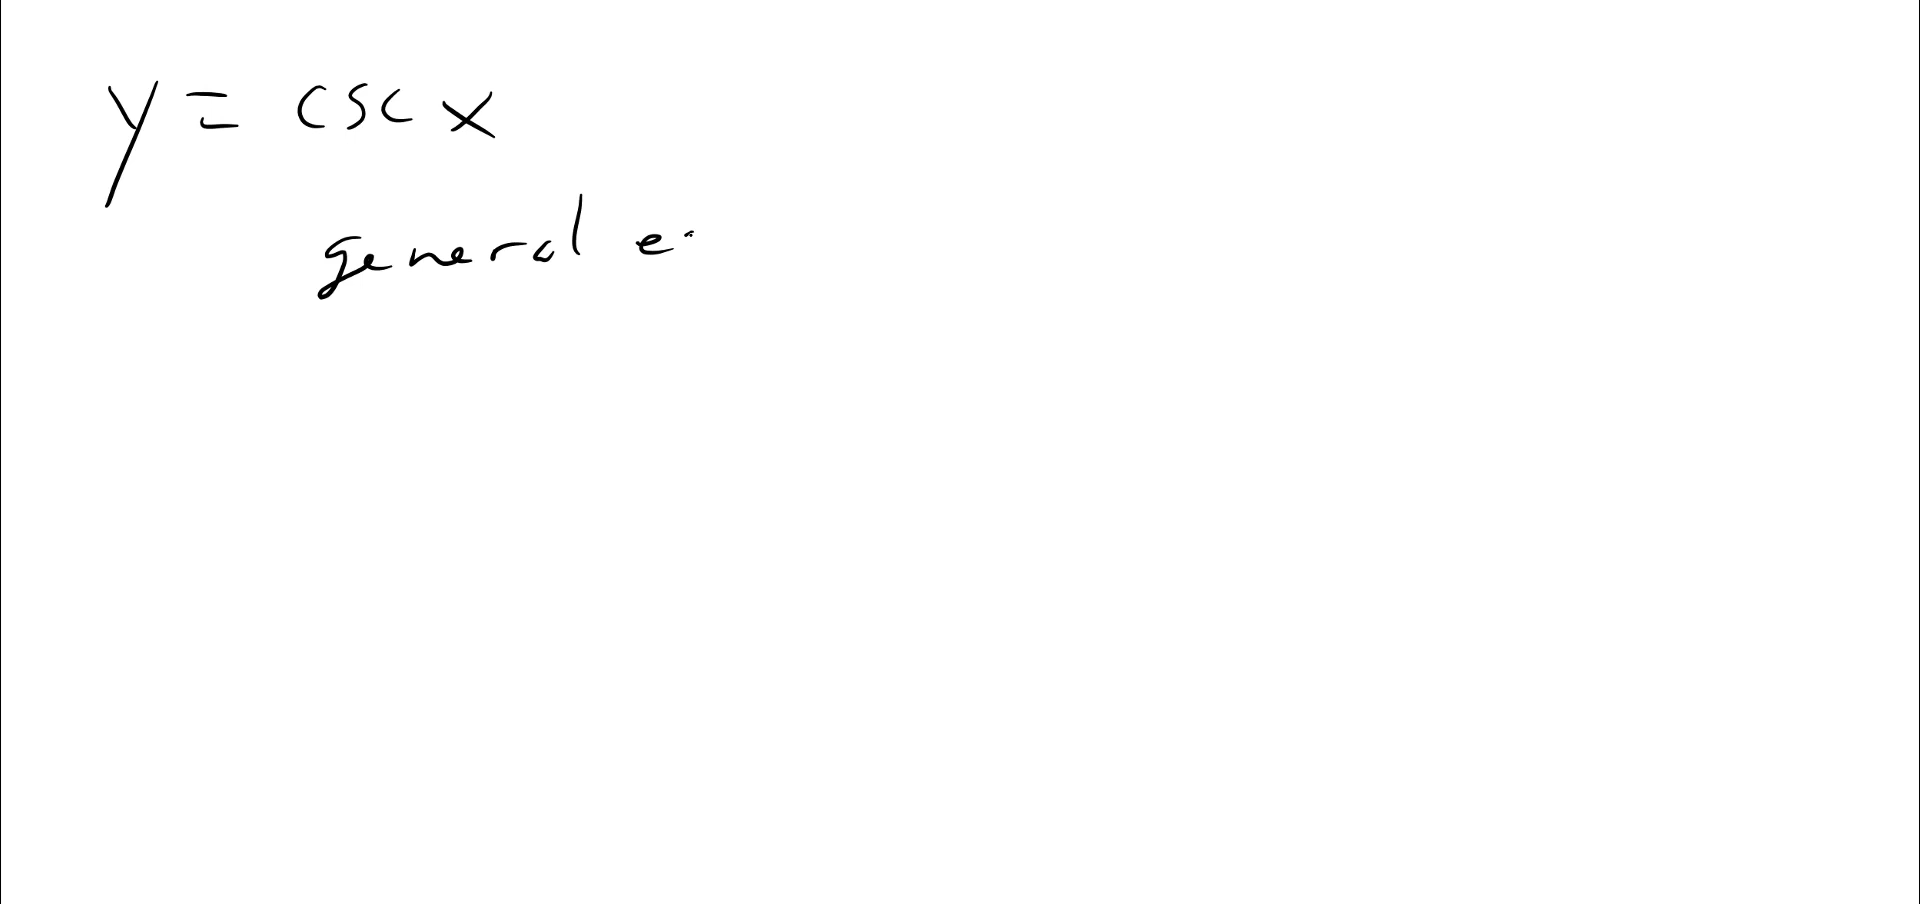 y = csc x
general e